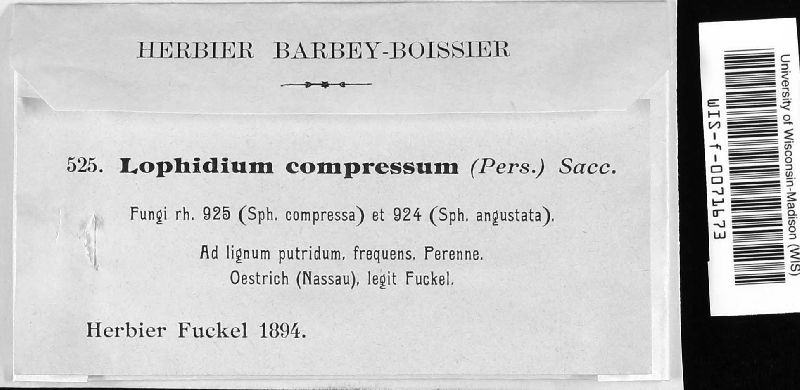 HERBIER BARBEY-BOISSIER
525. Lophidium compressum (Pers.) Sacc.
Fungi rh. 925 (Sph. compressa) et 924 (Sph. angustata).
Ad lignum putridum, frequens, Perenne.
Oestrich (Nassau), legit Fuckel.
Herbier Fuckel 1894.
University of Wisconsin-Madison (WIS)
WIS-f-0071673